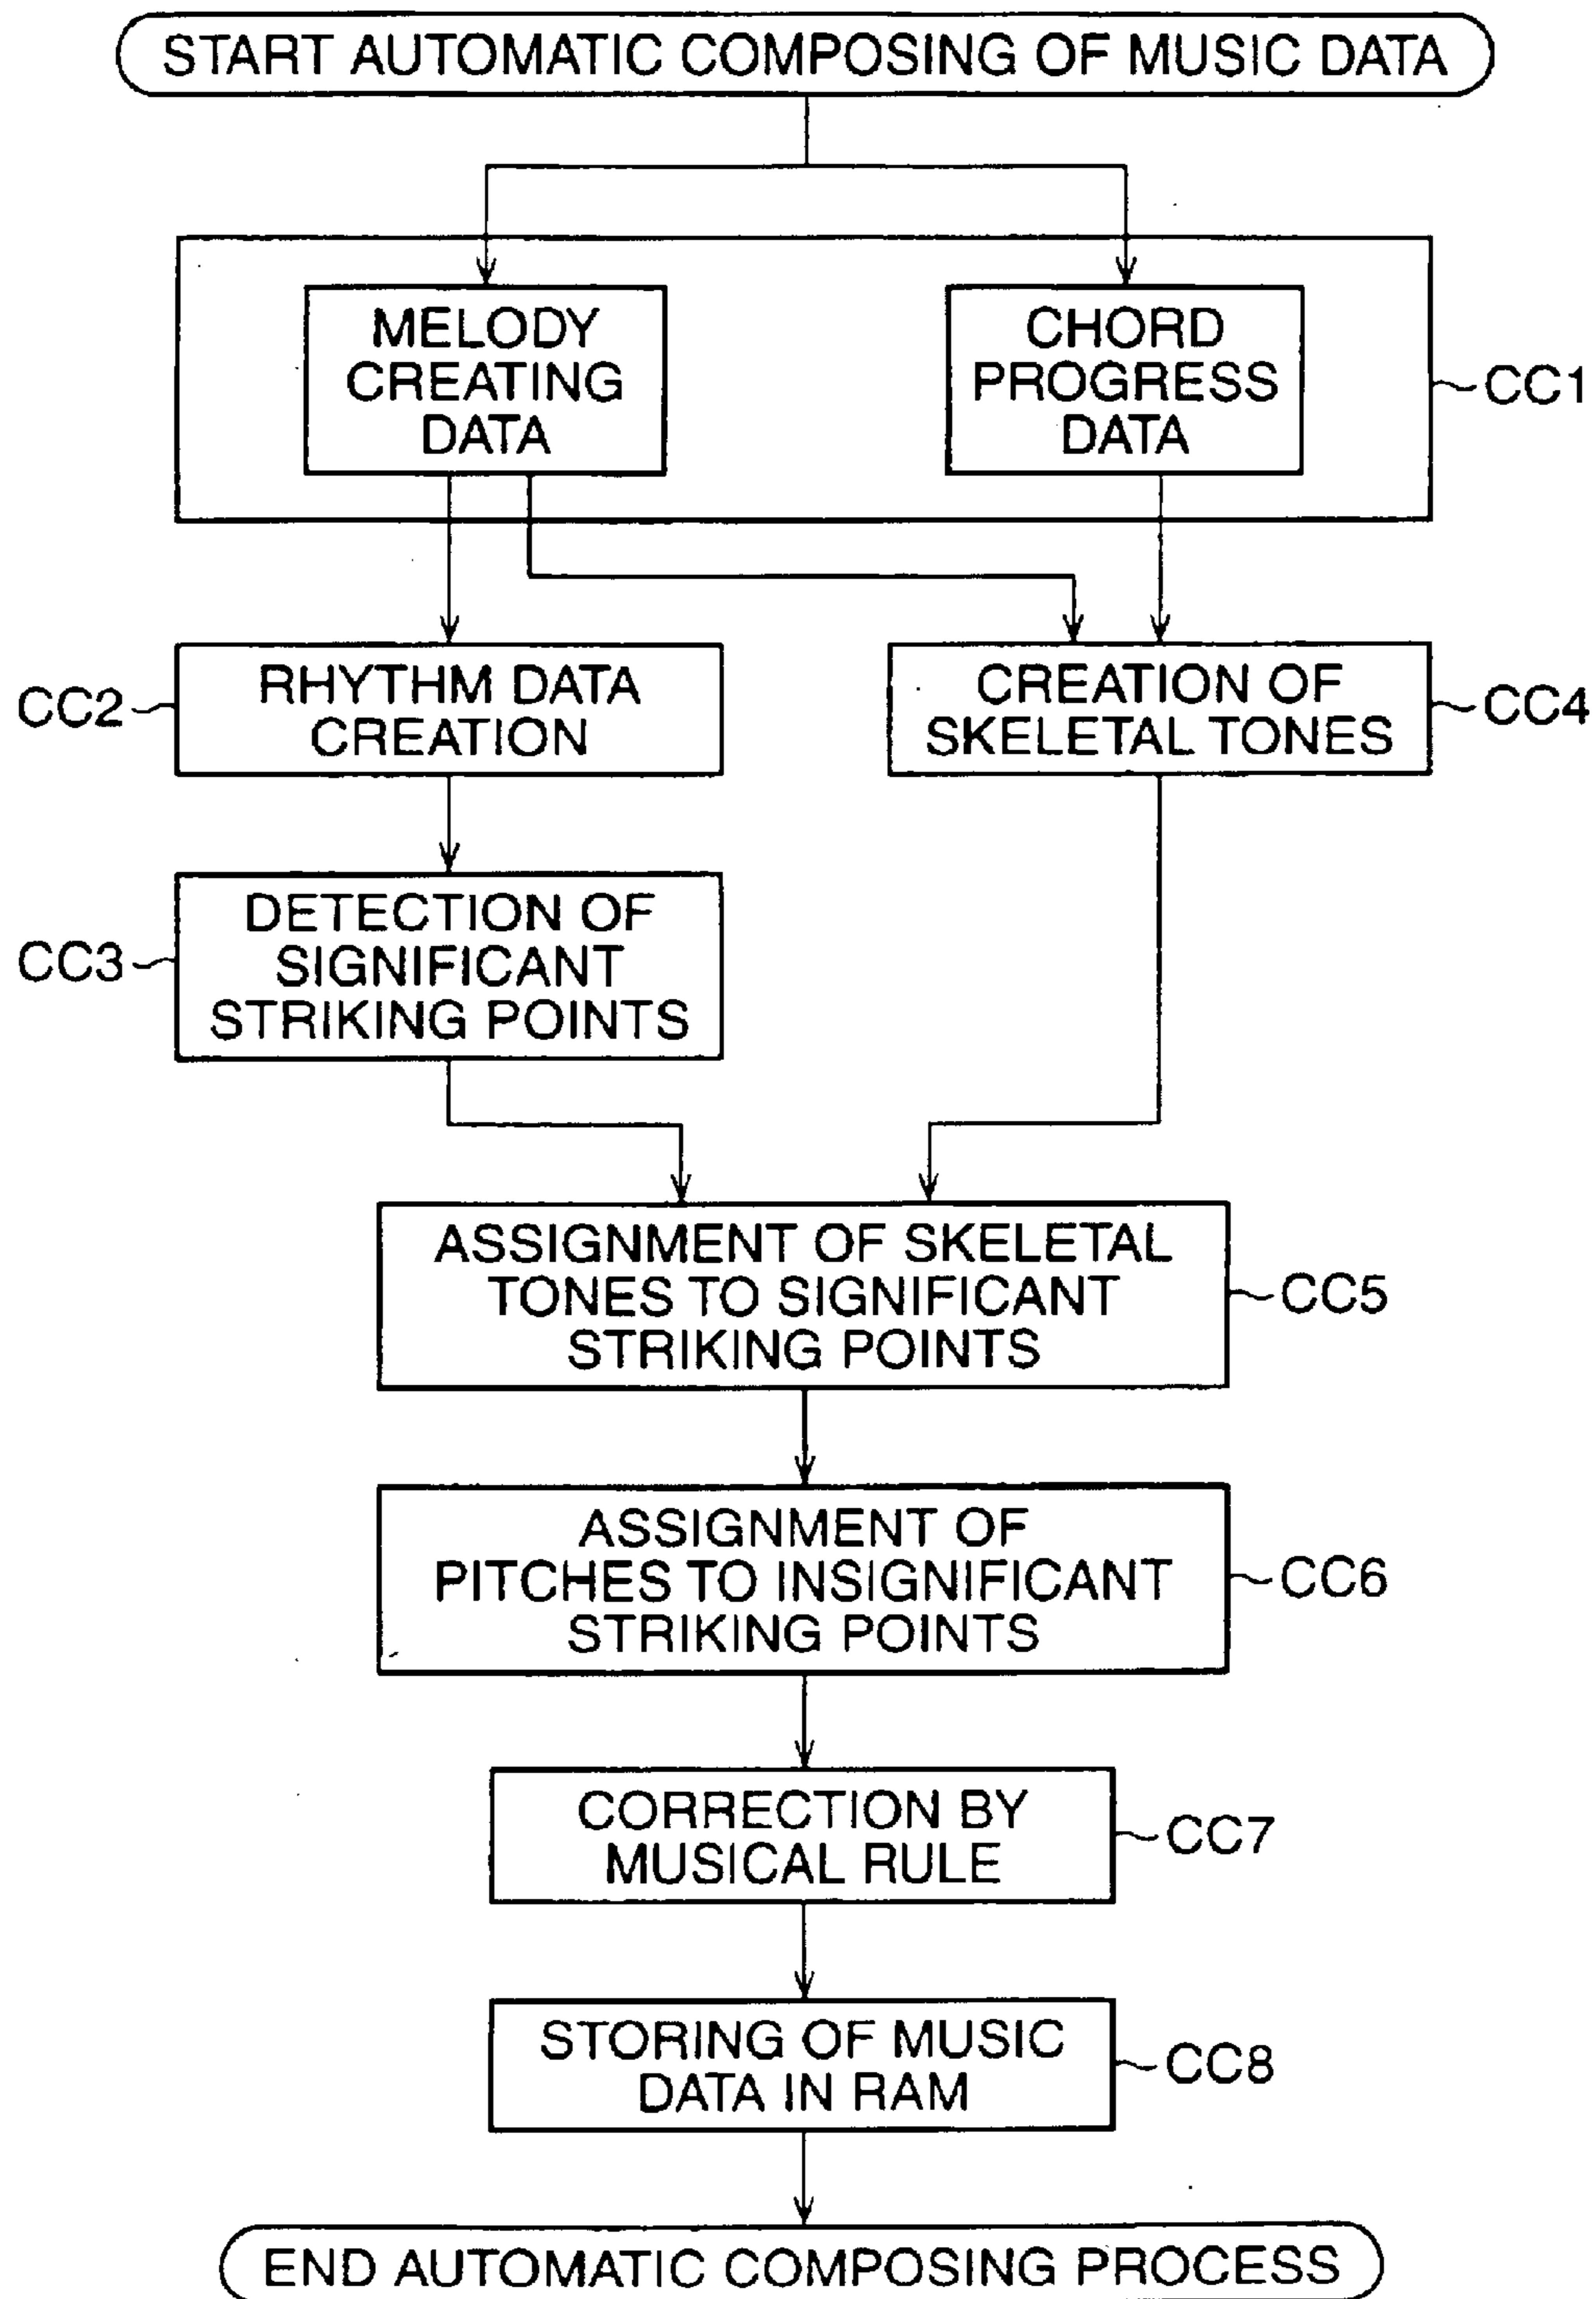 START AUTOMATIC COMPOSING OF MUSIC DATA
MELODY
CREATING
DATA
CHORD
PROGRESS
DATA
CC1
CC2
RHYTHM DATA
CREATION
CREATION OF
SKELETAL TONES
CC4
CC3
DETECTION OF
SIGNIFICANT
STRIKING POINTS
ASSIGNMENT OF SKELETAL
TONES TO SIGNIFICANT
STRIKING POINTS
CC5
ASSIGNMENT OF
PITCHES TO INSIGNIFICANT
STRIKING POINTS
CC6
CORRECTION BY
MUSICAL RULE
CC7
STORING OF MUSIC
DATA IN RAM
CC8
END AUTOMATIC COMPOSING PROCESS